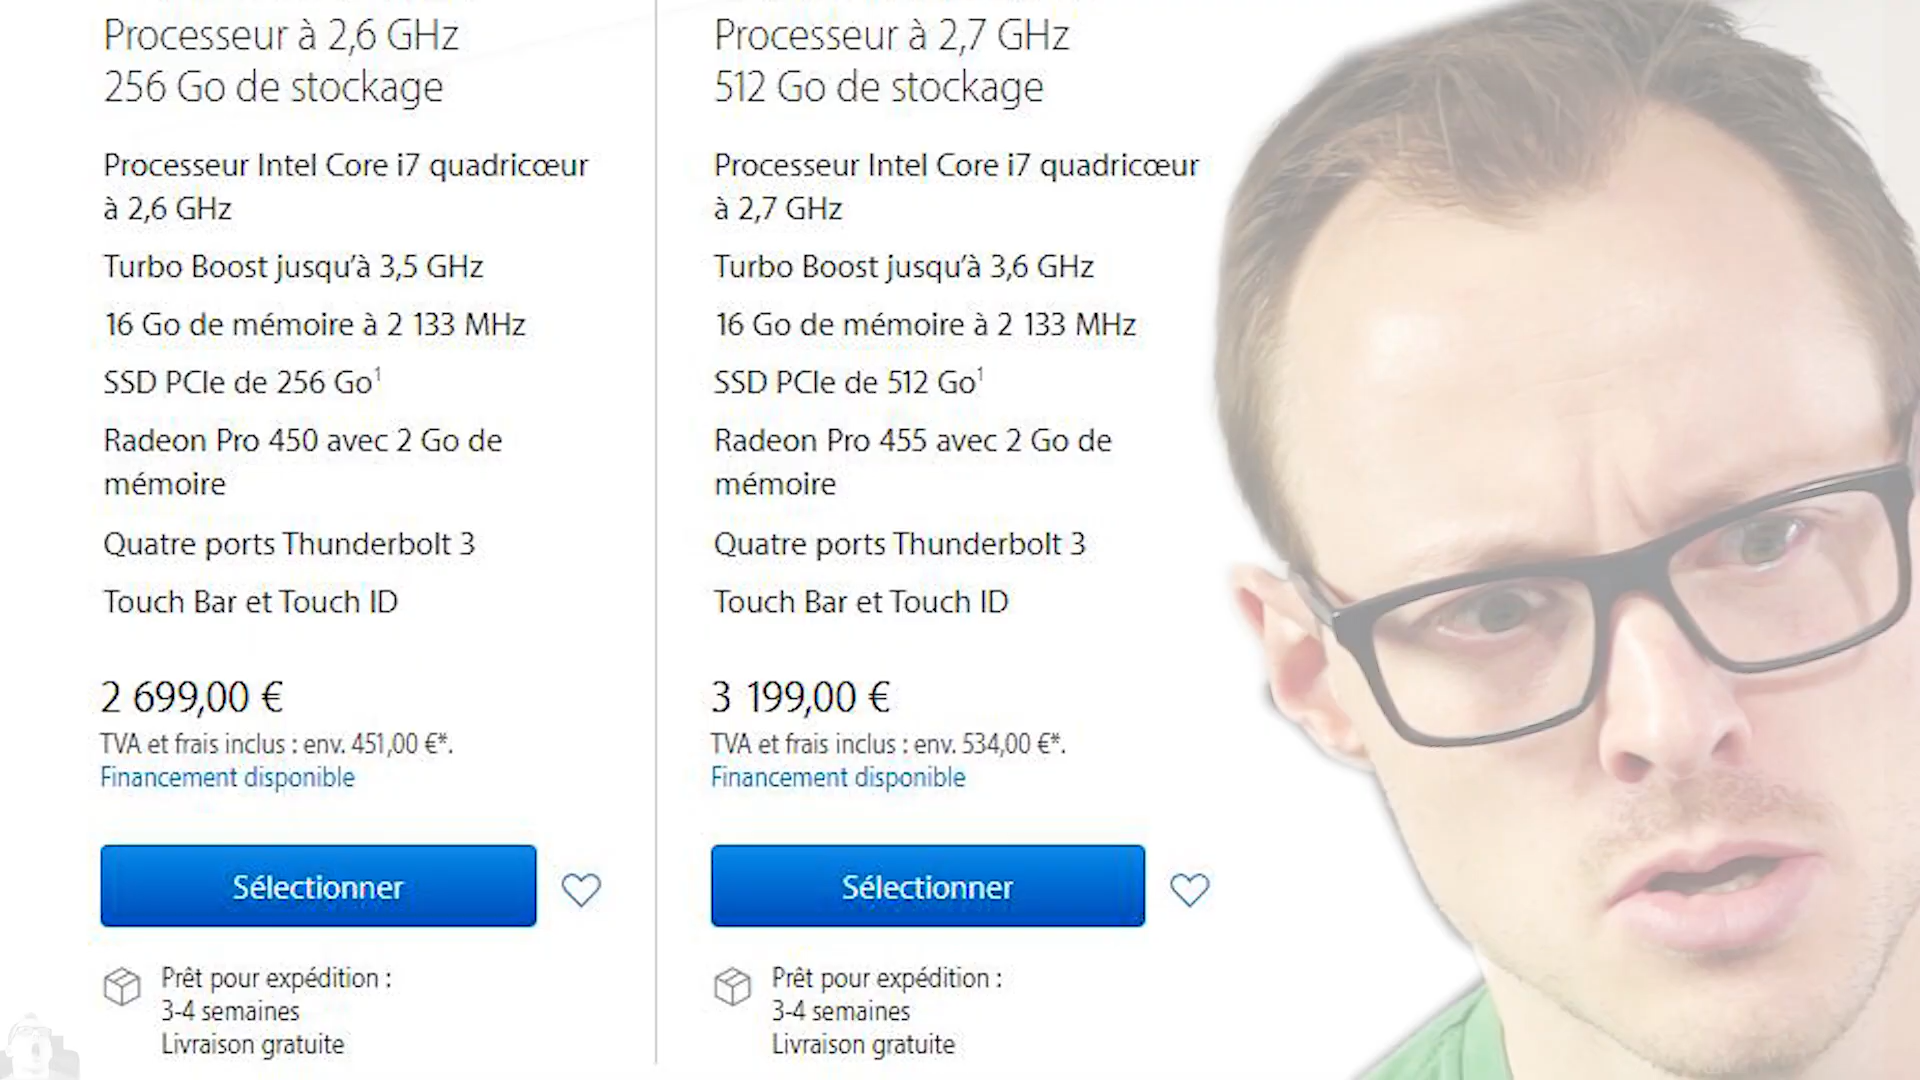 Processeur à 2,6 GHz
256 Go de stockage
Processeur Intel Core i7 quadricœur
à 2,6 GHz
Turbo Boost jusqu’à 3,5 GHz
16 Go de mémoire à 2 133 MHz
SSD PCIe de 256 Go¹
Radeon Pro 450 avec 2 Go de
mémoire
Quatre ports Thunderbolt 3
Touch Bar et Touch ID
2 699,00 €
TVA et frais inclus : env. 451,00 €*.
Financement disponible
Sélectionner
Prêt pour expédition :
3-4 semaines
Livraison gratuite
Processeur à 2,7 GHz
512 Go de stockage
Processeur Intel Core i7 quadricœur
à 2,7 GHz
Turbo Boost jusqu’à 3,6 GHz
16 Go de mémoire à 2 133 MHz
SSD PCIe de 512 Go¹
Radeon Pro 455 avec 2 Go de
mémoire
Quatre ports Thunderbolt 3
Touch Bar et Touch ID
3 199,00 €
TVA et frais inclus : env. 534,00 €*.
Financement disponible
Sélectionner
Prêt pour expédition :
3-4 semaines
Livraison gratuite